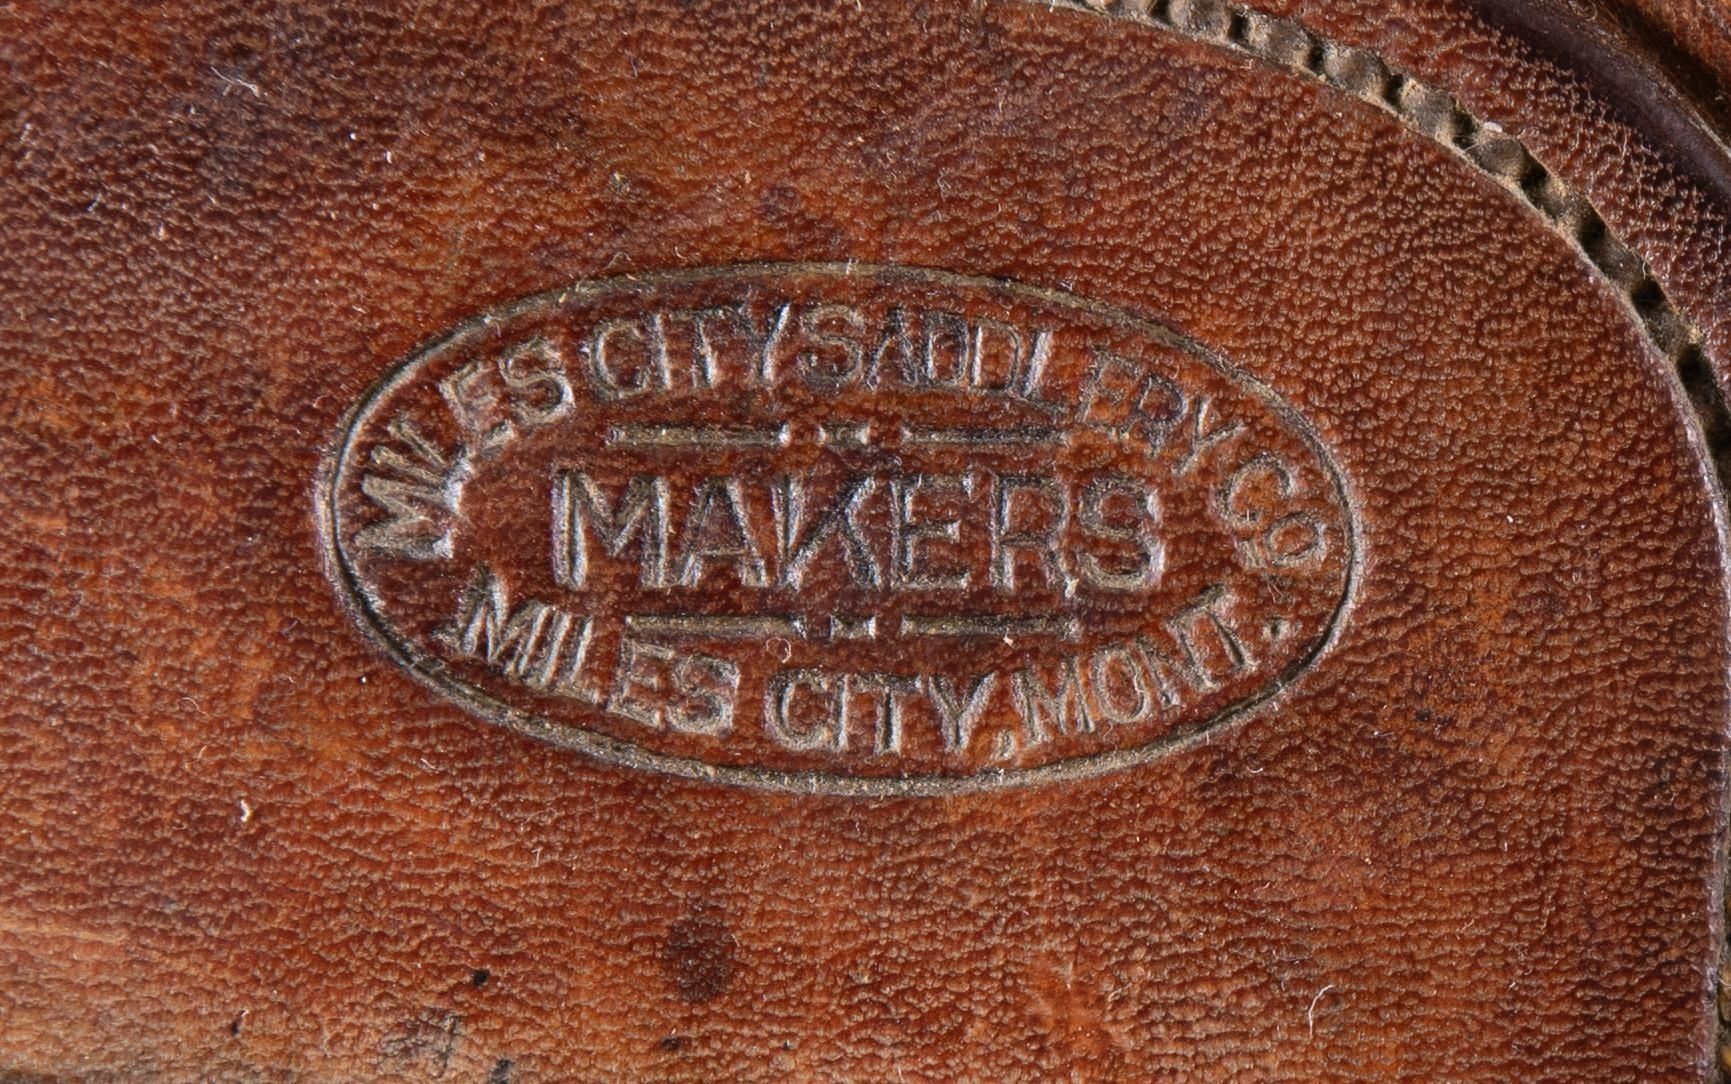 MILES CITY SADDLERY CO.
MAKERS
MILES CITY, MONT.